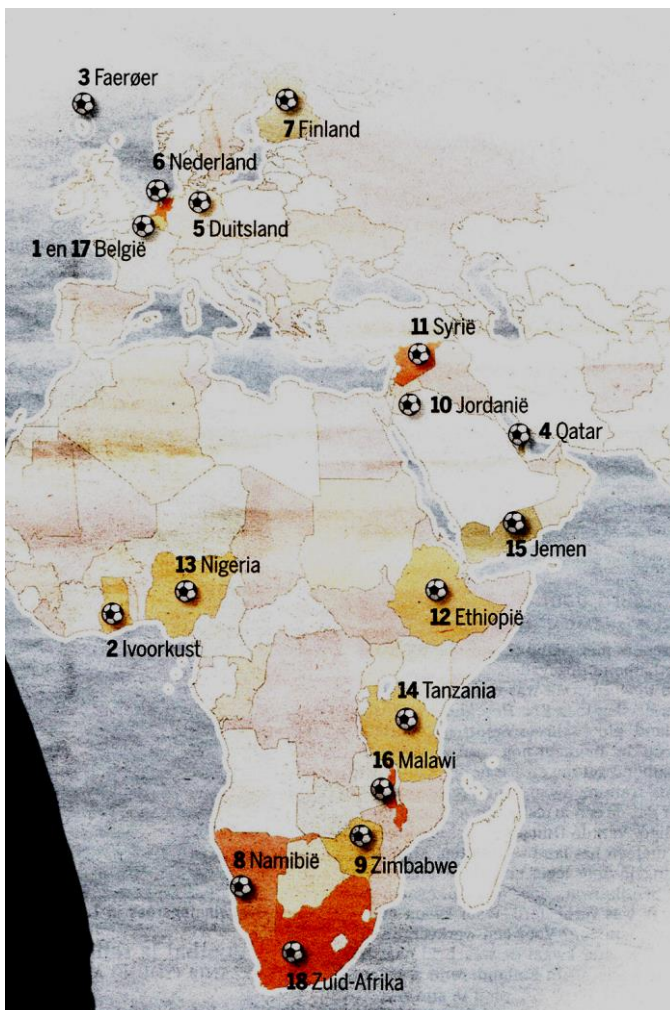 3 Faerøer
7 Finland
6 Nederland
5 Duitsland
1 en 17 België
11 Syrië
10 Jordanië
4 Qatar
15 Jemen
13 Nigeria
12 Ethiopië
2 Ivoorkust
14 Tanzania
16 Malawi
8 Namibië
9 Zimbabwe
18 Zuid-Afrika